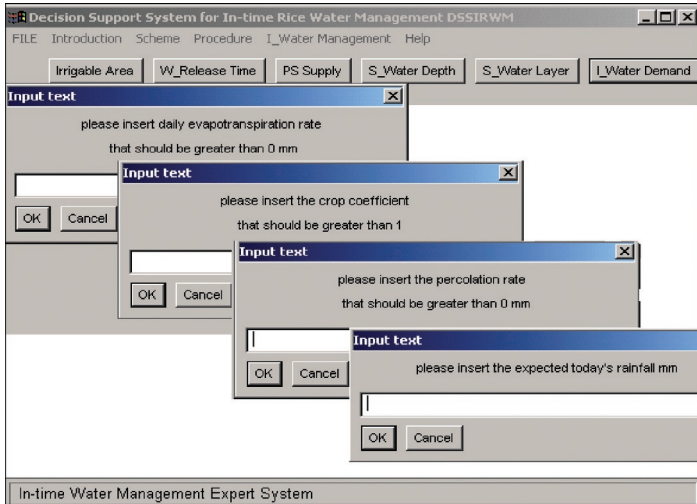 Decision Support System for In-time Rice Water Management DSSIRWM
FILE Introduction Scheme Procedure I_Water Management Help
Irrigable Area W_Release Time PS Supply S_Water Depth S_Water Layer I_Water Demand
Input text
please insert daily evapotranspiration rate
that should be greater than 0 mm
OK Cancel
Input text
please insert the crop coefficient
that should be greater than 1
OK Cancel
Input text
please insert the percolation rate
that should be greater than 0 mm
OK Cancel
Input text
please insert the expected today's rainfall mm
OK Cancel
In-time Water Management Expert System